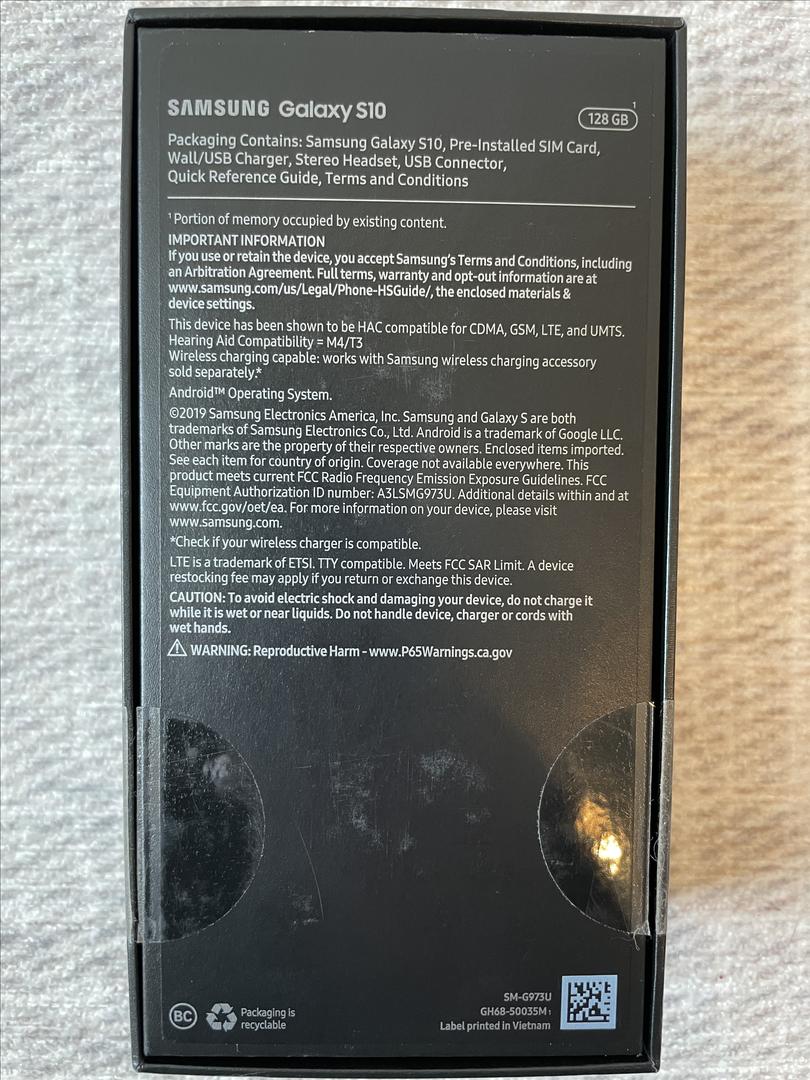 SAMSUNG Galaxy S10
128 GB¹
Packaging Contains: Samsung Galaxy S10, Pre-Installed SIM Card,
Wall/USB Charger, Stereo Headset, USB Connector,
Quick Reference Guide, Terms and Conditions
¹ Portion of memory occupied by existing content.
IMPORTANT INFORMATION
If you use or retain the device, you accept Samsung's Terms and Conditions, including
an Arbitration Agreement. Full terms, warranty and opt-out information are at
www.samsung.com/us/Legal/Phone-HSGuide/, the enclosed materials &
device settings.
This device has been shown to be HAC compatible for CDMA, GSM, LTE, and UMTS.
Hearing Aid Compatibility = M4/T3
Wireless charging capable: works with Samsung wireless charging accessory
sold separately.*
Android™ Operating System.
©2019 Samsung Electronics America, Inc. Samsung and Galaxy S are both
trademarks of Samsung Electronics Co., Ltd. Android is a trademark of Google LLC.
Other marks are the property of their respective owners. Enclosed items imported.
See each item for country of origin. Coverage not available everywhere. This
product meets current FCC Radio Frequency Emission Exposure Guidelines. FCC
Equipment Authorization ID number: A3LSMG973U. Additional details within and at
www.fcc.gov/oet/ea. For more information on your device, please visit
www.samsung.com.
*Check if your wireless charger is compatible.
LTE is a trademark of ETSI. TTY compatible. Meets FCC SAR Limit. A device
restocking fee may apply if you return or exchange this device.
CAUTION: To avoid electric shock and damaging your device, do not charge it
while it is wet or near liquids. Do not handle device, charger or cords with
wet hands.
WARNING: Reproductive Harm - www.P65Warnings.ca.gov
BC
Packaging is
recyclable
SM-G973U
GH68-50035M 1
Label printed in Vietnam